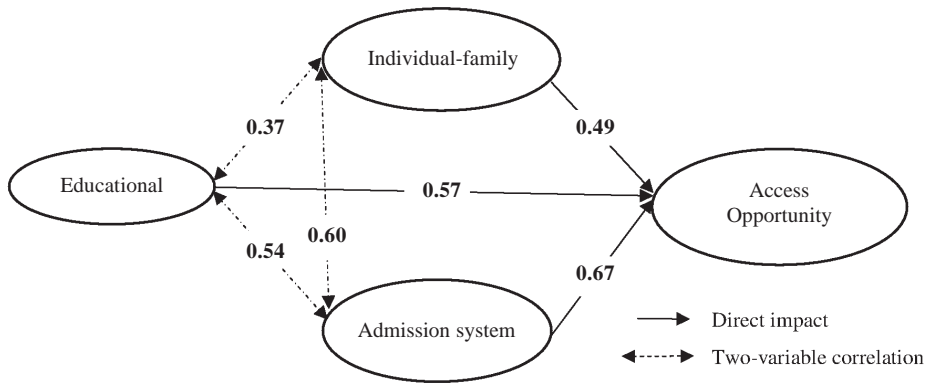 Individual-family
0.37
0.49
Educational
0.57
Access
Opportunity
0.54
0.60
0.67
Admission system
Direct impact
Two-variable correlation